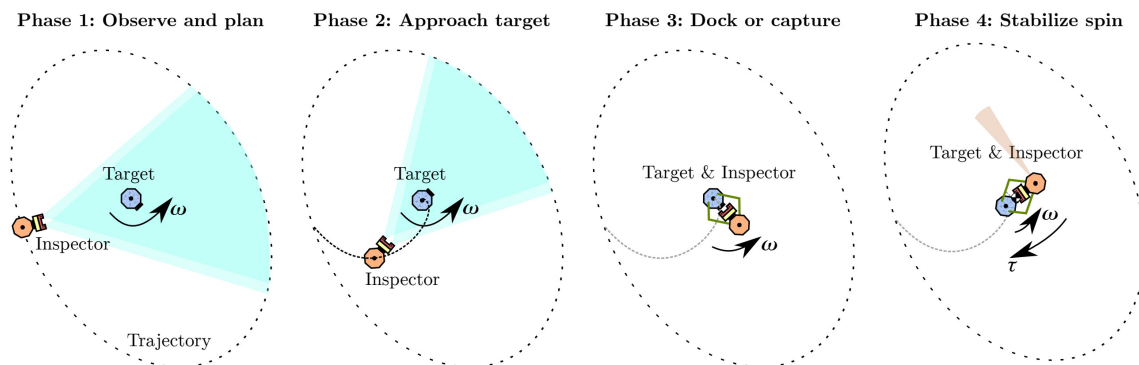 Phase 1: Observe and plan
Phase 2: Approach target
Phase 3: Dock or capture
Phase 4: Stabilize spin
Target
ω
Inspector
Trajectory
Target
ω
Inspector
Target & Inspector
ω
Target & Inspector
ω
τ